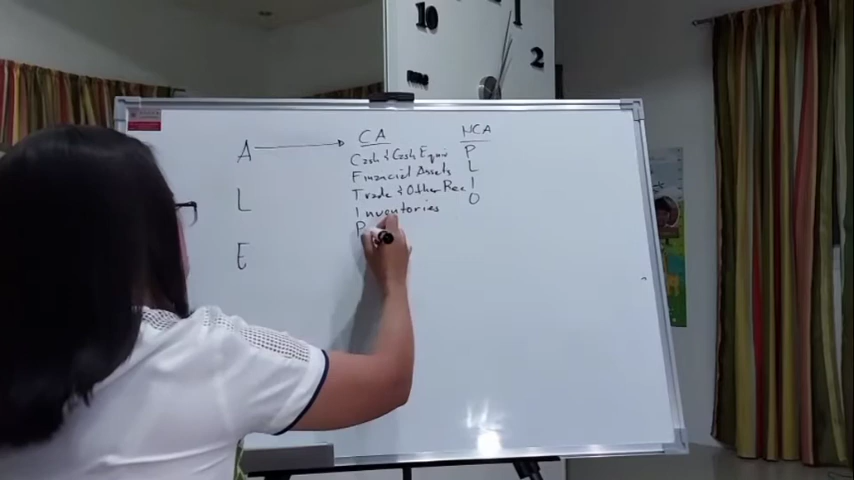 10
2
A CA NCA
Cash & Cash Equiv P
Financial Assets L
L Trade & Other Rec I
Inventories O
P
E